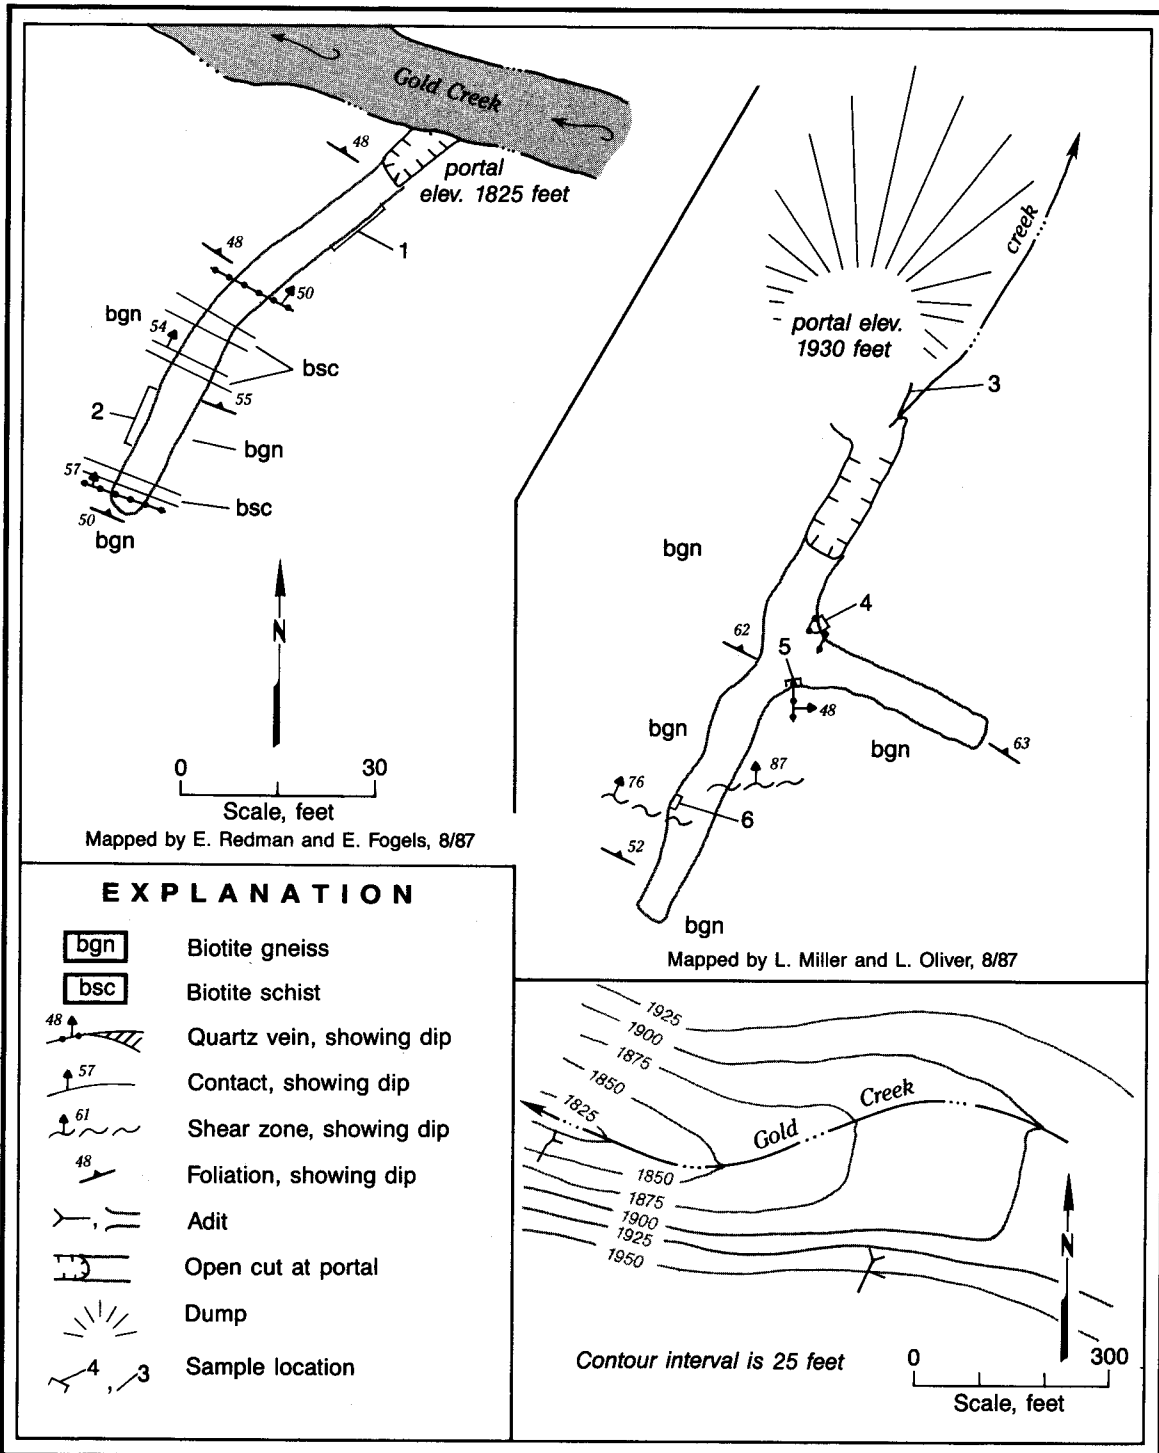 Gold Creek
48
portal
elev. 1825 feet
1
48
50
bgn
54
bsc
2
55
bgn
57
bsc
50
bgn
N
0 30
Scale, feet
Mapped by E. Redman and E. Fogels, 8/87
creek
portal elev.
1930 feet
3
bgn
4
62
5
48
bgn
bgn
63
76
87
6
52
bgn
Mapped by L. Miller and L. Oliver, 8/87
EXPLANATION
bgn Biotite gneiss
bsc Biotite schist
48 Quartz vein, showing dip
57 Contact, showing dip
61 Shear zone, showing dip
48 Foliation, showing dip
, Adit
Open cut at portal
Dump
4 , 3 Sample location
1925
1900
1875
1850
1825
Gold Creek
1850
1875
1900
1925
1950
N
Contour interval is 25 feet
0 300
Scale, feet